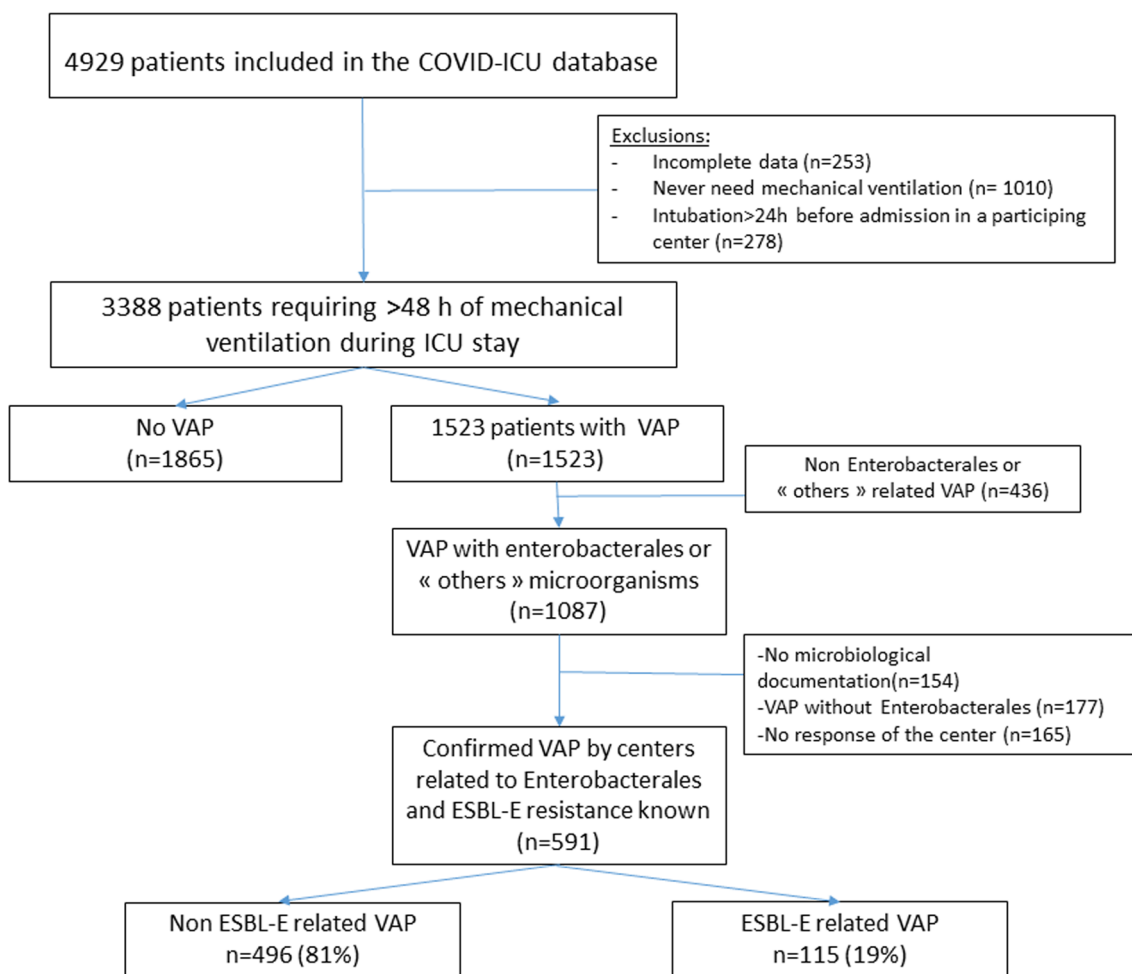 4929 patients included in the COVID-ICU database
Exclusions:
- Incomplete data (n=253)
- Never need mechanical ventilation (n= 1010)
- Intubation>24h before admission in a participing
center (n=278)
3388 patients requiring >48 h of mechanical
ventilation during ICU stay
No VAP
(n=1865)
1523 patients with VAP
(n=1523)
Non Enterobacterales or
« others » related VAP (n=436)
VAP with enterobacterales or
« others » microorganisms
(n=1087)
-No microbiological
documentation(n=154)
-VAP without Enterobacterales (n=177)
-No response of the center (n=165)
Confirmed VAP by centers
related to Enterobacterales
and ESBL-E resistance known
(n=591)
Non ESBL-E related VAP
n=496 (81%)
ESBL-E related VAP
n=115 (19%)